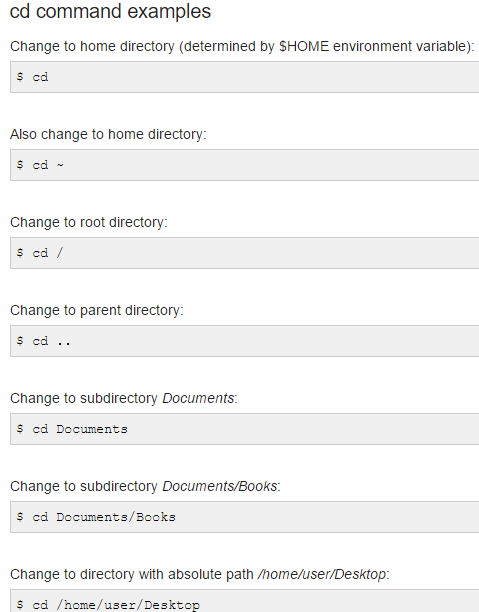 cd command examples
Change to home directory (determined by $HOME environment variable):
$ cd
Also change to home directory:
$ cd ~
Change to root directory:
$ cd /
Change to parent directory:
$ cd ..
Change to subdirectory Documents:
$ cd Documents
Change to subdirectory Documents/Books:
$ cd Documents/Books
Change to directory with absolute path /home/user/Desktop:
$ cd /home/user/Desktop